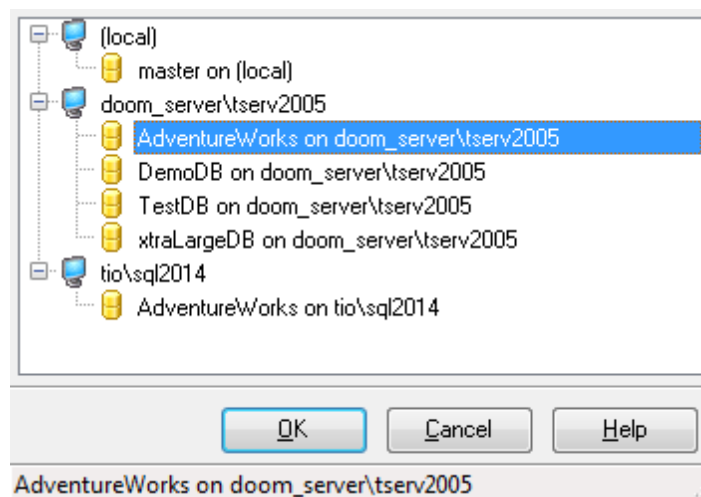 (local)
master on (local)
doom_server\tserv2005
AdventureWorks on doom_server\tserv2005
DemoDB on doom_server\tserv2005
TestDB on doom_server\tserv2005
xtraLargeDB on doom_server\tserv2005
tio\sql2014
AdventureWorks on tio\sql2014
OK Cancel Help
AdventureWorks on doom_server\tserv2005